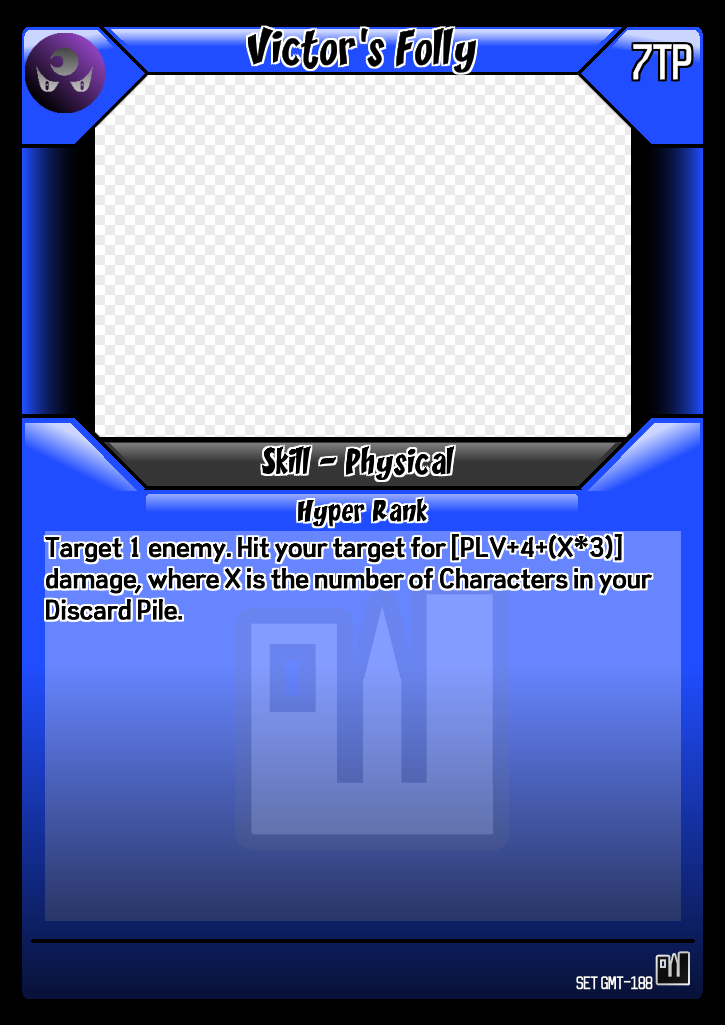 Victor's Folly
7TP
Skill - Physical
Hyper Rank
Target 1 enemy. Hit your target for [PLV+4+(X*3)]
damage, where X is the number of Characters in your
Discard Pile.
SET GMT-188